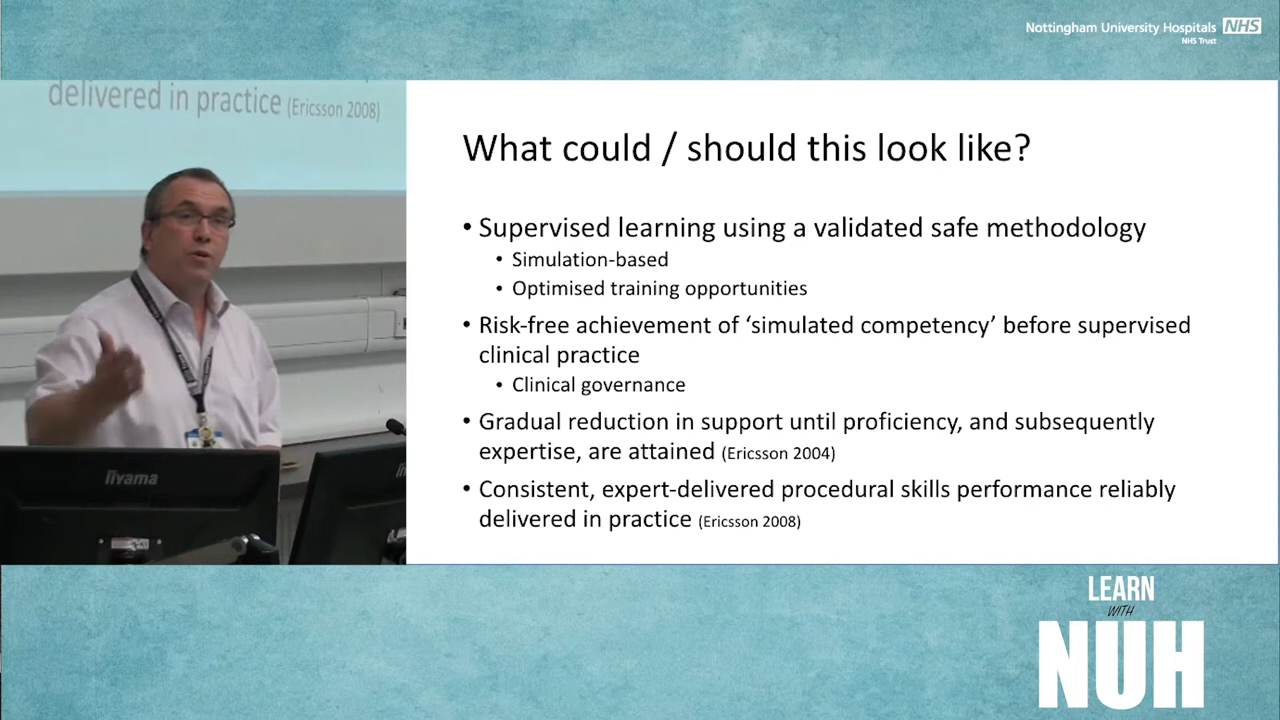 Nottingham University Hospitals NHS
NHS Trust
delivered in practice (Ericsson 2008)
What could / should this look like?
• Supervised learning using a validated safe methodology
• Simulation-based
• Optimised training opportunities
• Risk-free achievement of ‘simulated competency’ before supervised
clinical practice
• Clinical governance
• Gradual reduction in support until proficiency, and subsequently
expertise, are attained (Ericsson 2004)
• Consistent, expert-delivered procedural skills performance reliably
delivered in practice (Ericsson 2008)
iiyama
LEARN
WITH
NUH